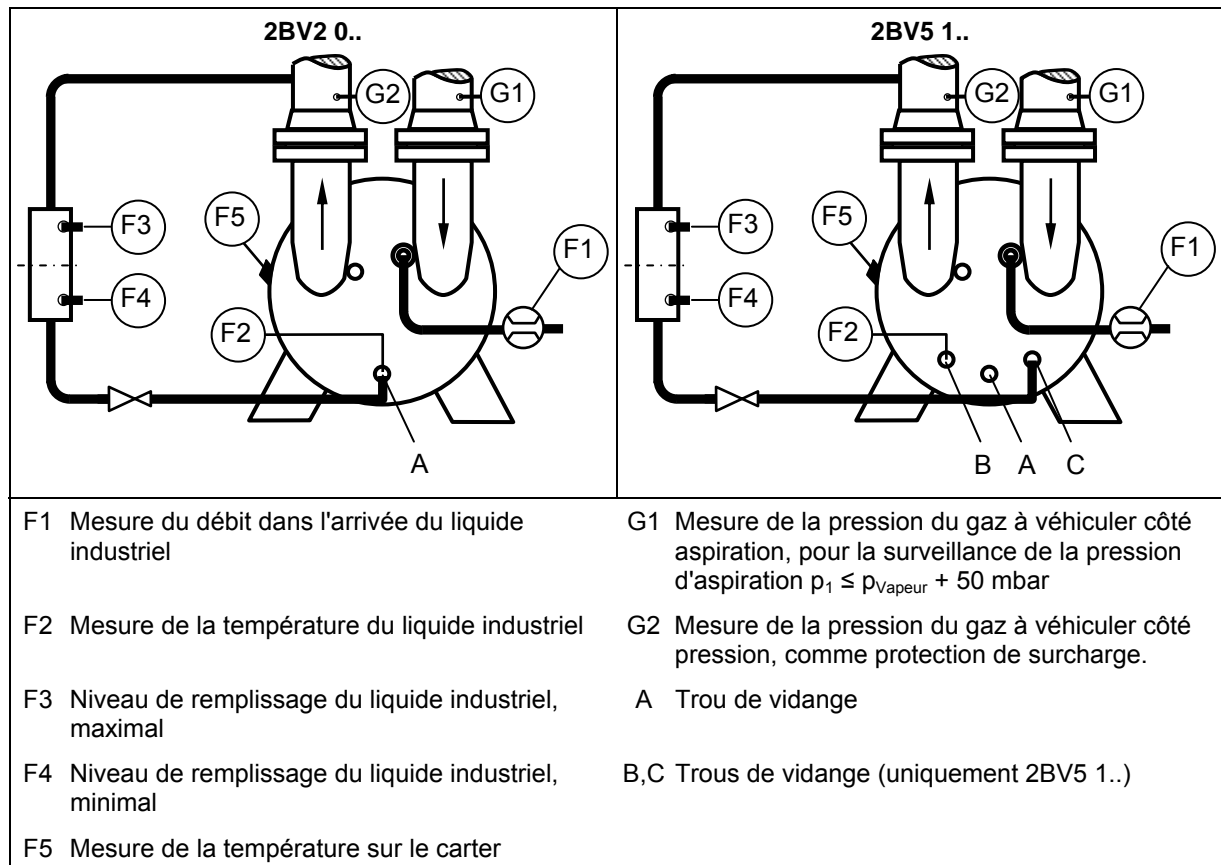 2BV2 0..
G2
G1
F3
F5
F1
F4
F2
A
2BV5 1..
G2
G1
F3
F5
F1
F4
F2
B
A
C
F1 Mesure du débit dans l'arrivée du liquide
industriel
G1 Mesure de la pression du gaz à véhiculer côté
aspiration, pour la surveillance de la pression
d'aspiration p₁ ≤ pVapeur + 50 mbar
F2 Mesure de la température du liquide industriel
G2 Mesure de la pression du gaz à véhiculer côté
pression, comme protection de surcharge.
F3 Niveau de remplissage du liquide industriel,
maximal
A Trou de vidange
F4 Niveau de remplissage du liquide industriel,
minimal
B,C Trous de vidange (uniquement 2BV5 1..)
F5 Mesure de la température sur le carter